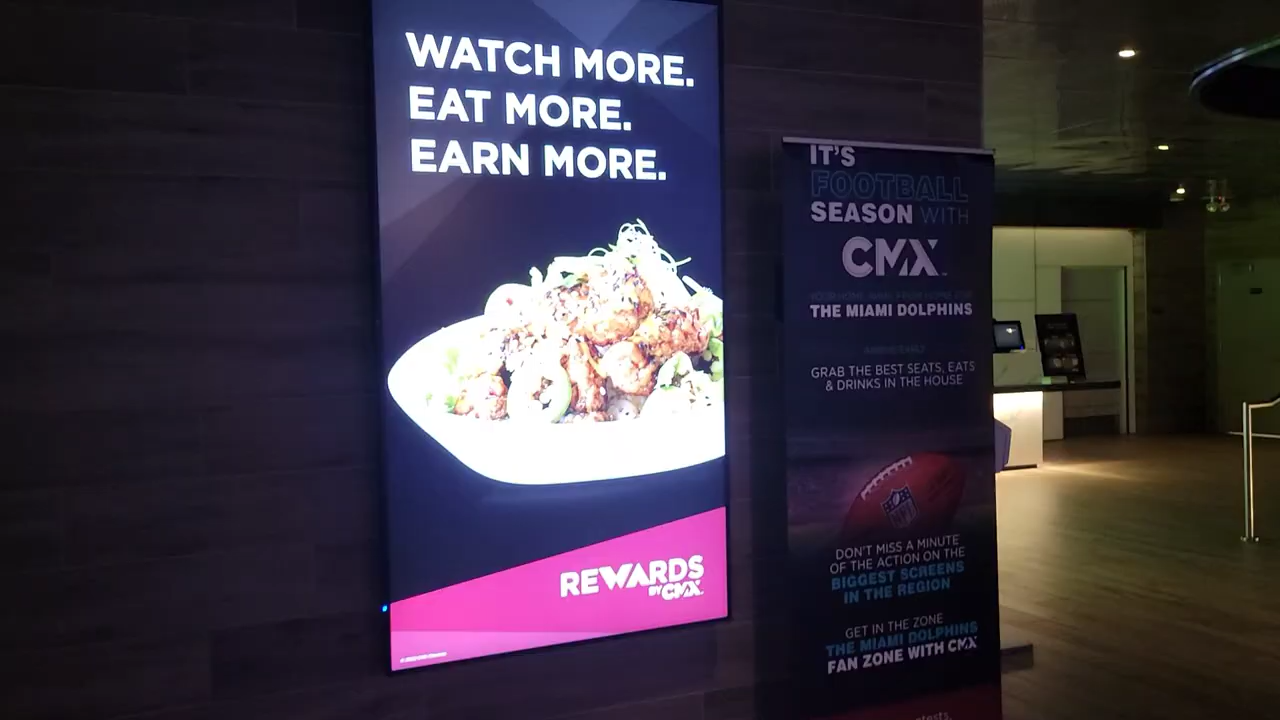 WATCH MORE.
EAT MORE.
EARN MORE.
REWARDS
BY CMX
IT'S
FOOTBALL
SEASON WITH
CMX
THE MIAMI DOLPHINS
GRAB THE BEST SEATS, EATS
& DRINKS IN THE HOUSE
NFL
DON'T MISS A MINUTE
OF THE ACTION ON THE
BIGGEST SCREENS
IN THE REGION
GET IN THE ZONE
THE MIAMI DOLPHINS
FAN ZONE WITH CMX